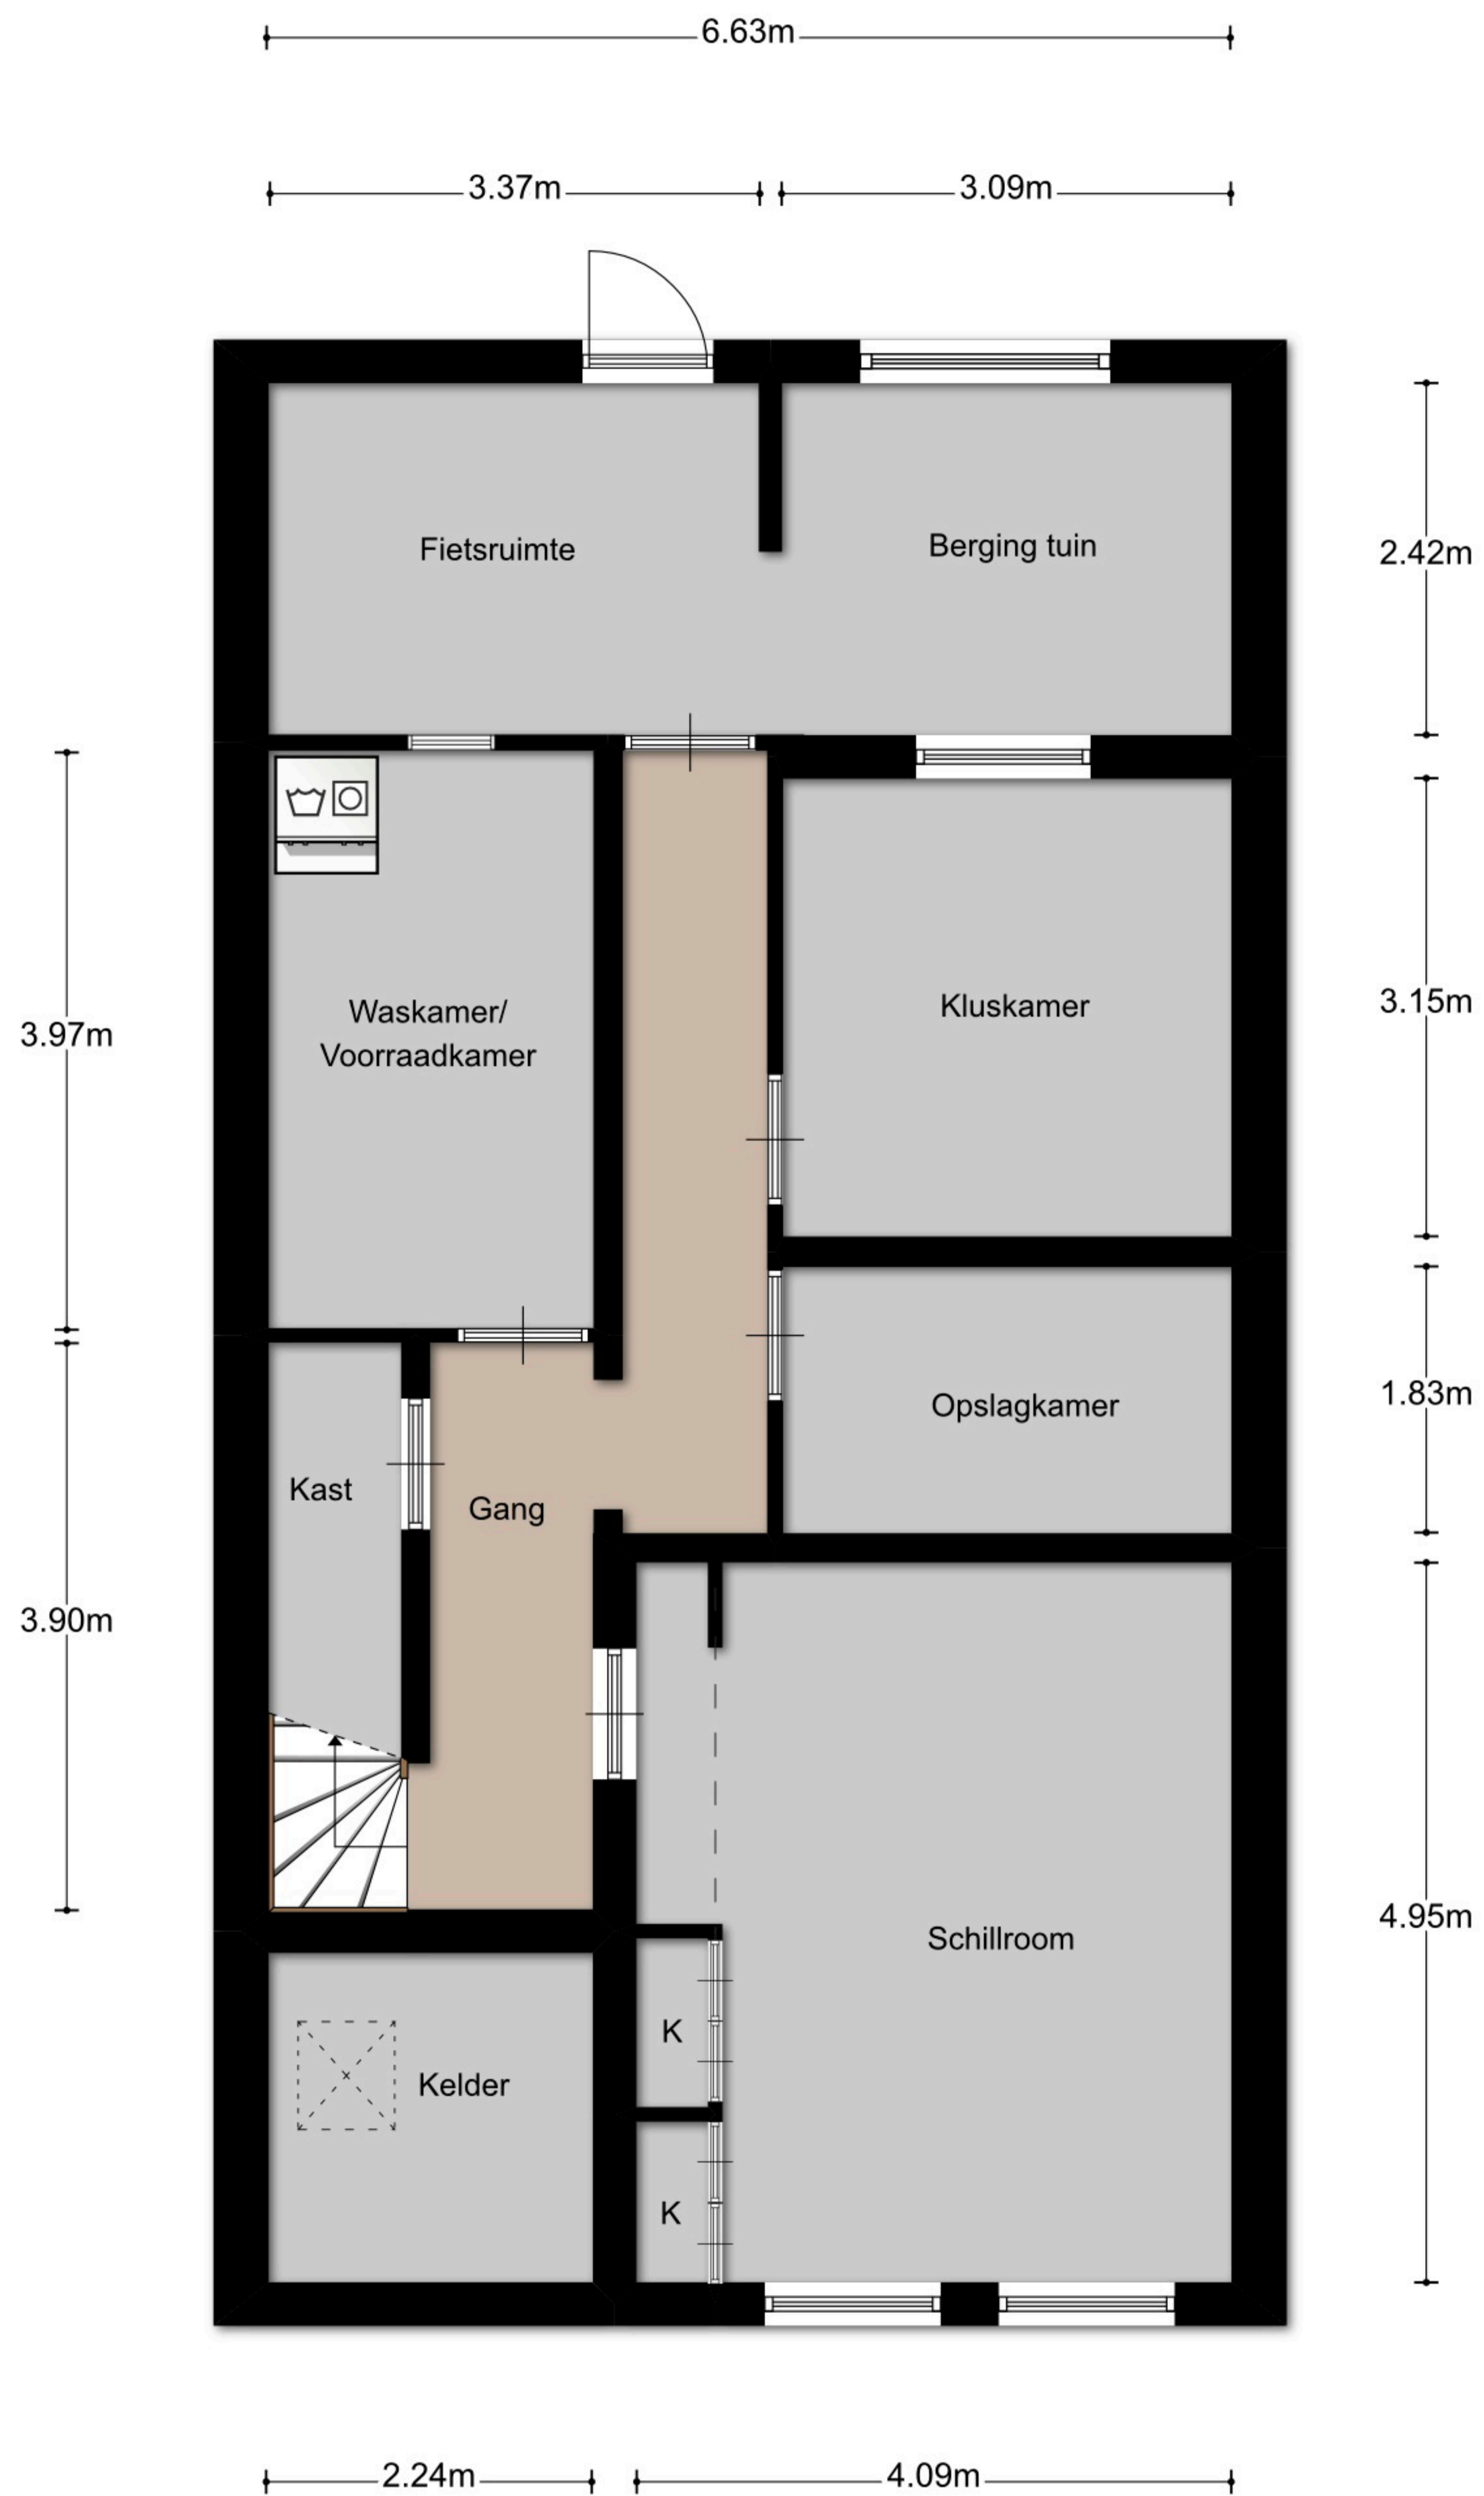 6.63m
3.37m
3.09m
Fietsruimte
Berging tuin
2.42m
Waskamer/
Voorraadkamer
3.97m
Kluskamer
3.15m
Opslagkamer
1.83m
Kast
Gang
3.90m
Schillroom
4.95m
K
Kelder
K
2.24m
4.09m